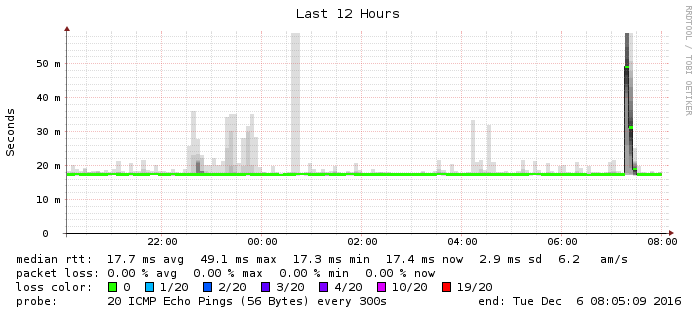 Last 12 Hours
RRDTOOL / TOBI OETIKER
Seconds
50 m
40 m
30 m
20 m
10 m
0
22:00 00:00 02:00 04:00 06:00 08:00
median rtt: 17.7 ms avg 49.1 ms max 17.3 ms min 17.4 ms now 2.9 ms sd 6.2 am/s
packet loss: 0.00 % avg 0.00 % max 0.00 % min 0.00 % now
loss color: 0 1/20 2/20 3/20 4/20 10/20 19/20
probe: 20 ICMP Echo Pings (56 Bytes) every 300s end: Tue Dec 6 08:05:09 2016